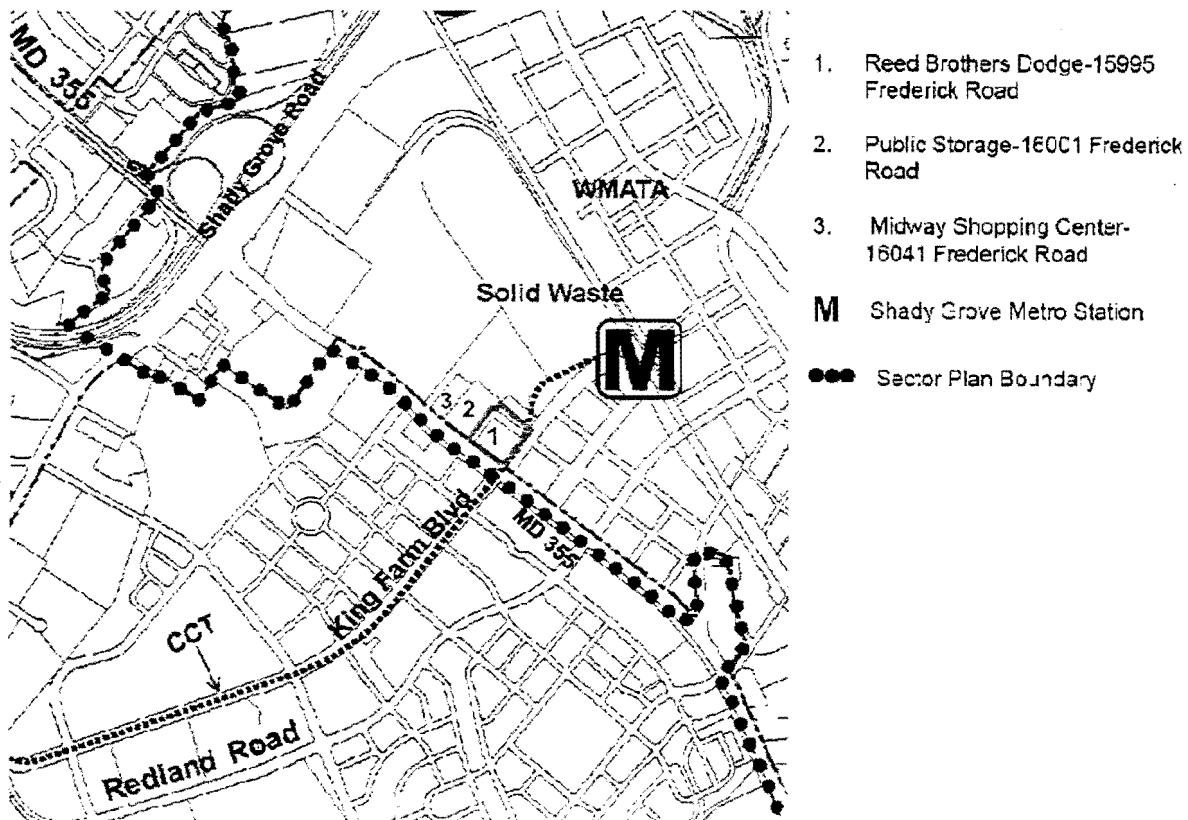 MD 355
Shady Grove Road
WMATA
Solid Waste
M
3
2
1
King Farm Blvd
MD 355
CCT
Redland Road
1. Reed Brothers Dodge-15995
Frederick Road
2. Public Storage-16001 Frederick
Road
3. Midway Shopping Center-
16041 Frederick Road
M Shady Grove Metro Station
Sector Plan Boundary